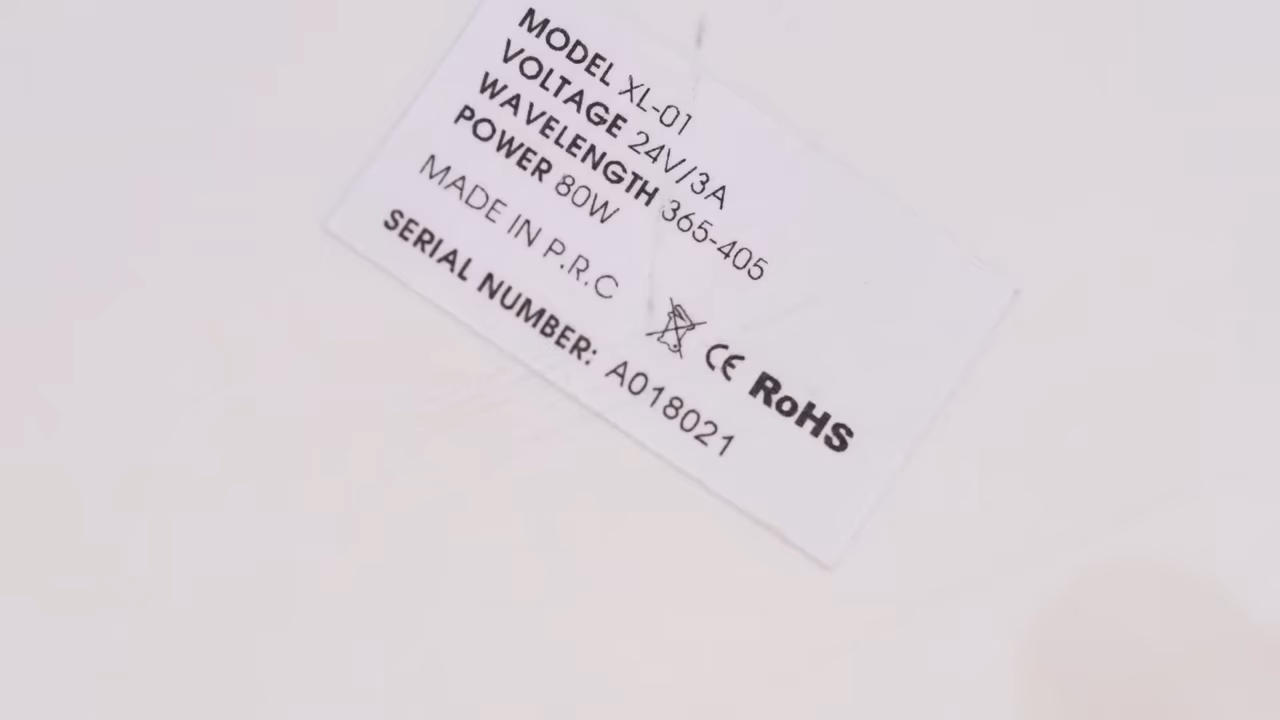 MODEL XL-01
VOLTAGE 24V/3A
WAVELENGTH 365-405
POWER 80W
MADE IN P.R.C
CE RoHS
SERIAL NUMBER: A018021